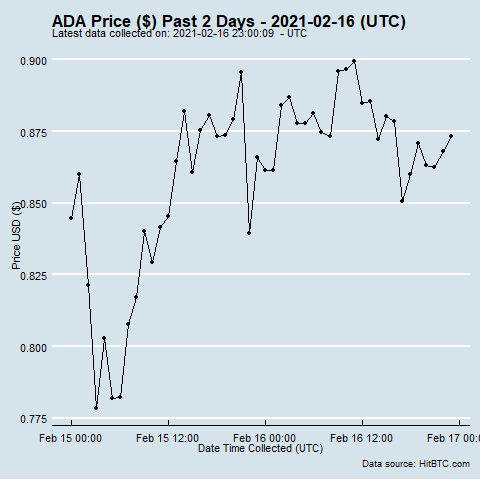 ADA Price ($) Past 2 Days - 2021-02-16 (UTC)
Latest data collected on: 2021-02-16 23:00:09  - UTC
0.900
0.875
0.850
Price USD ($)
0.825
0.800
0.775
Feb 15 00:00 Feb 15 12:00 Feb 16 00:00 Feb 16 12:00 Feb 17 00:00
Date Time Collected (UTC)
Data source: HitBTC.com